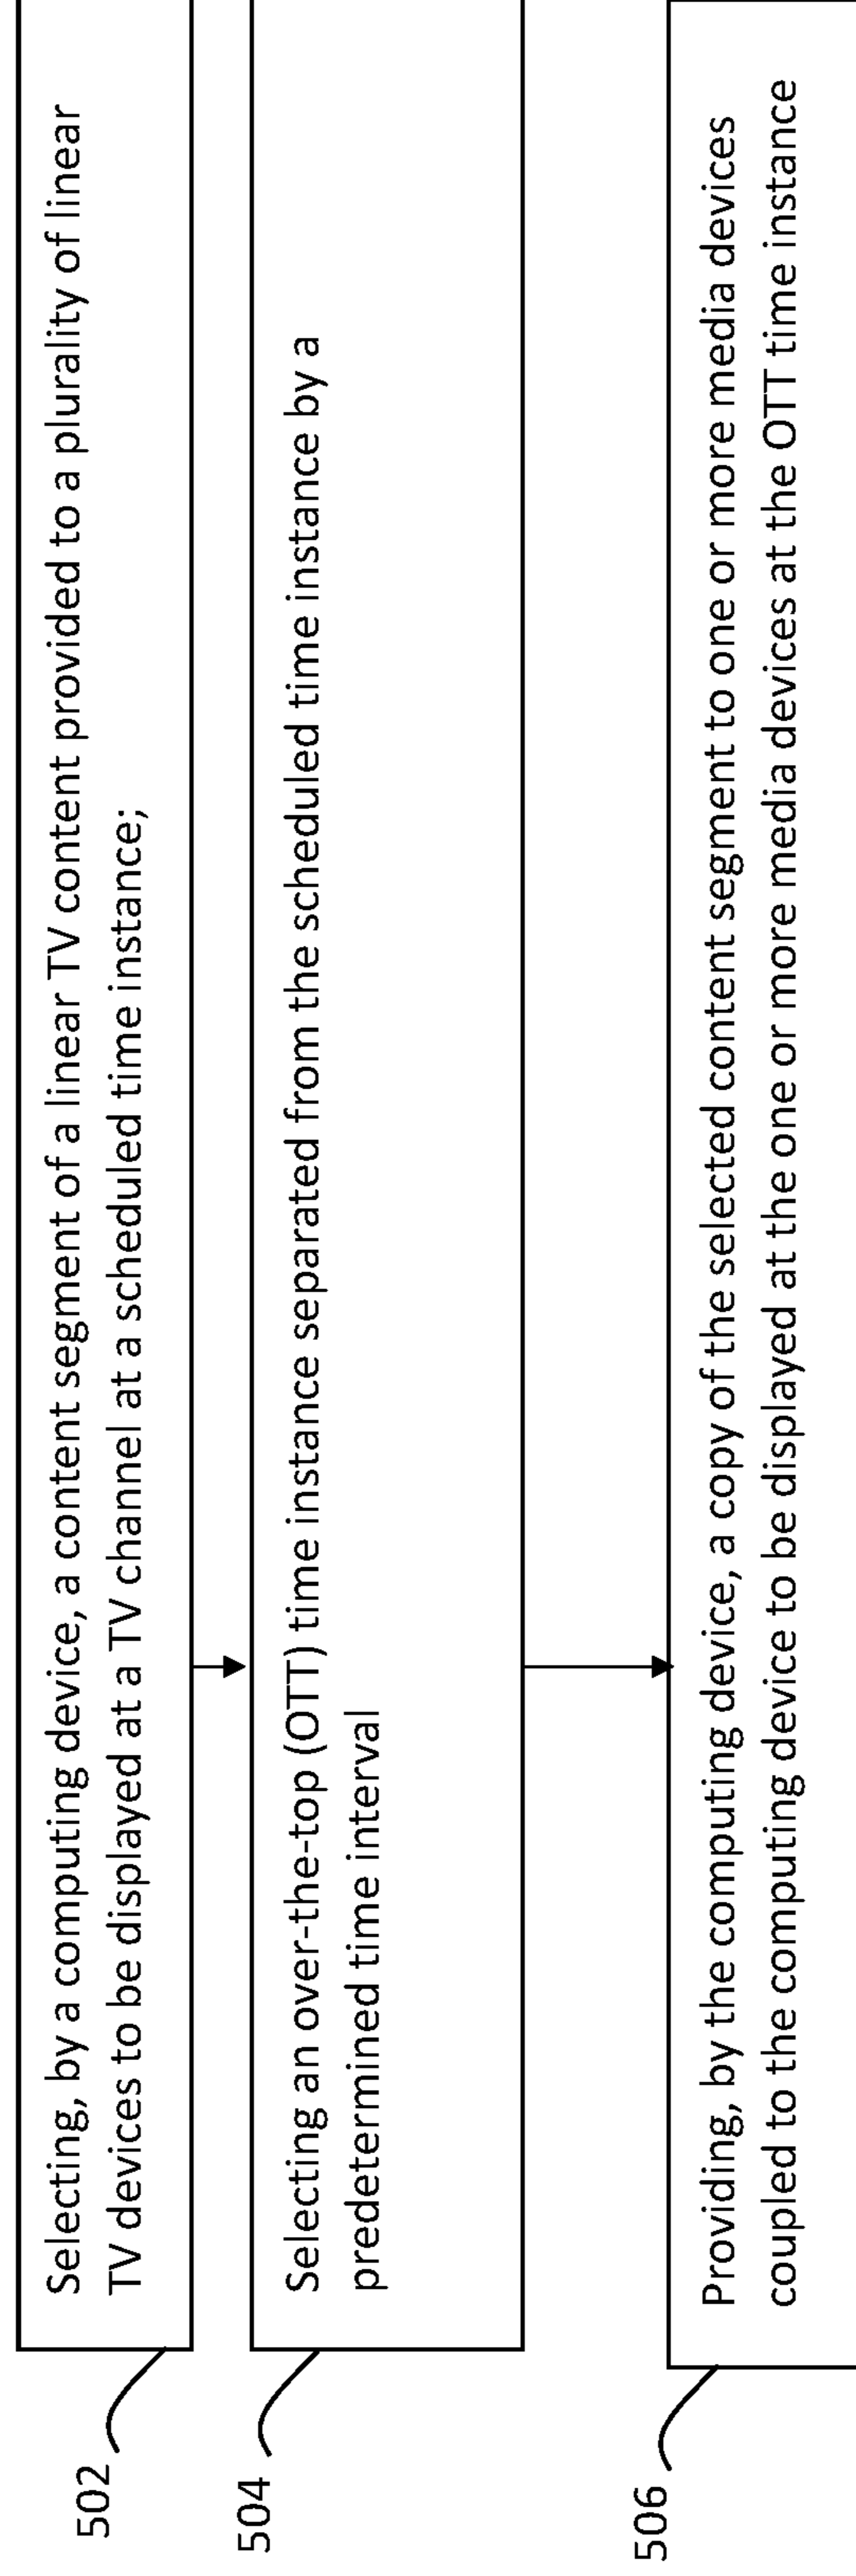 502
Selecting, by a computing device, a content segment of a linear TV content provided to a plurality of linear
TV devices to be displayed at a TV channel at a scheduled time instance;
504
Selecting an over-the-top (OTT) time instance separated from the scheduled time instance by a
predetermined time interval
506
Providing, by the computing device, a copy of the selected content segment to one or more media devices
coupled to the computing device to be displayed at the one or more media devices at the OTT time instance